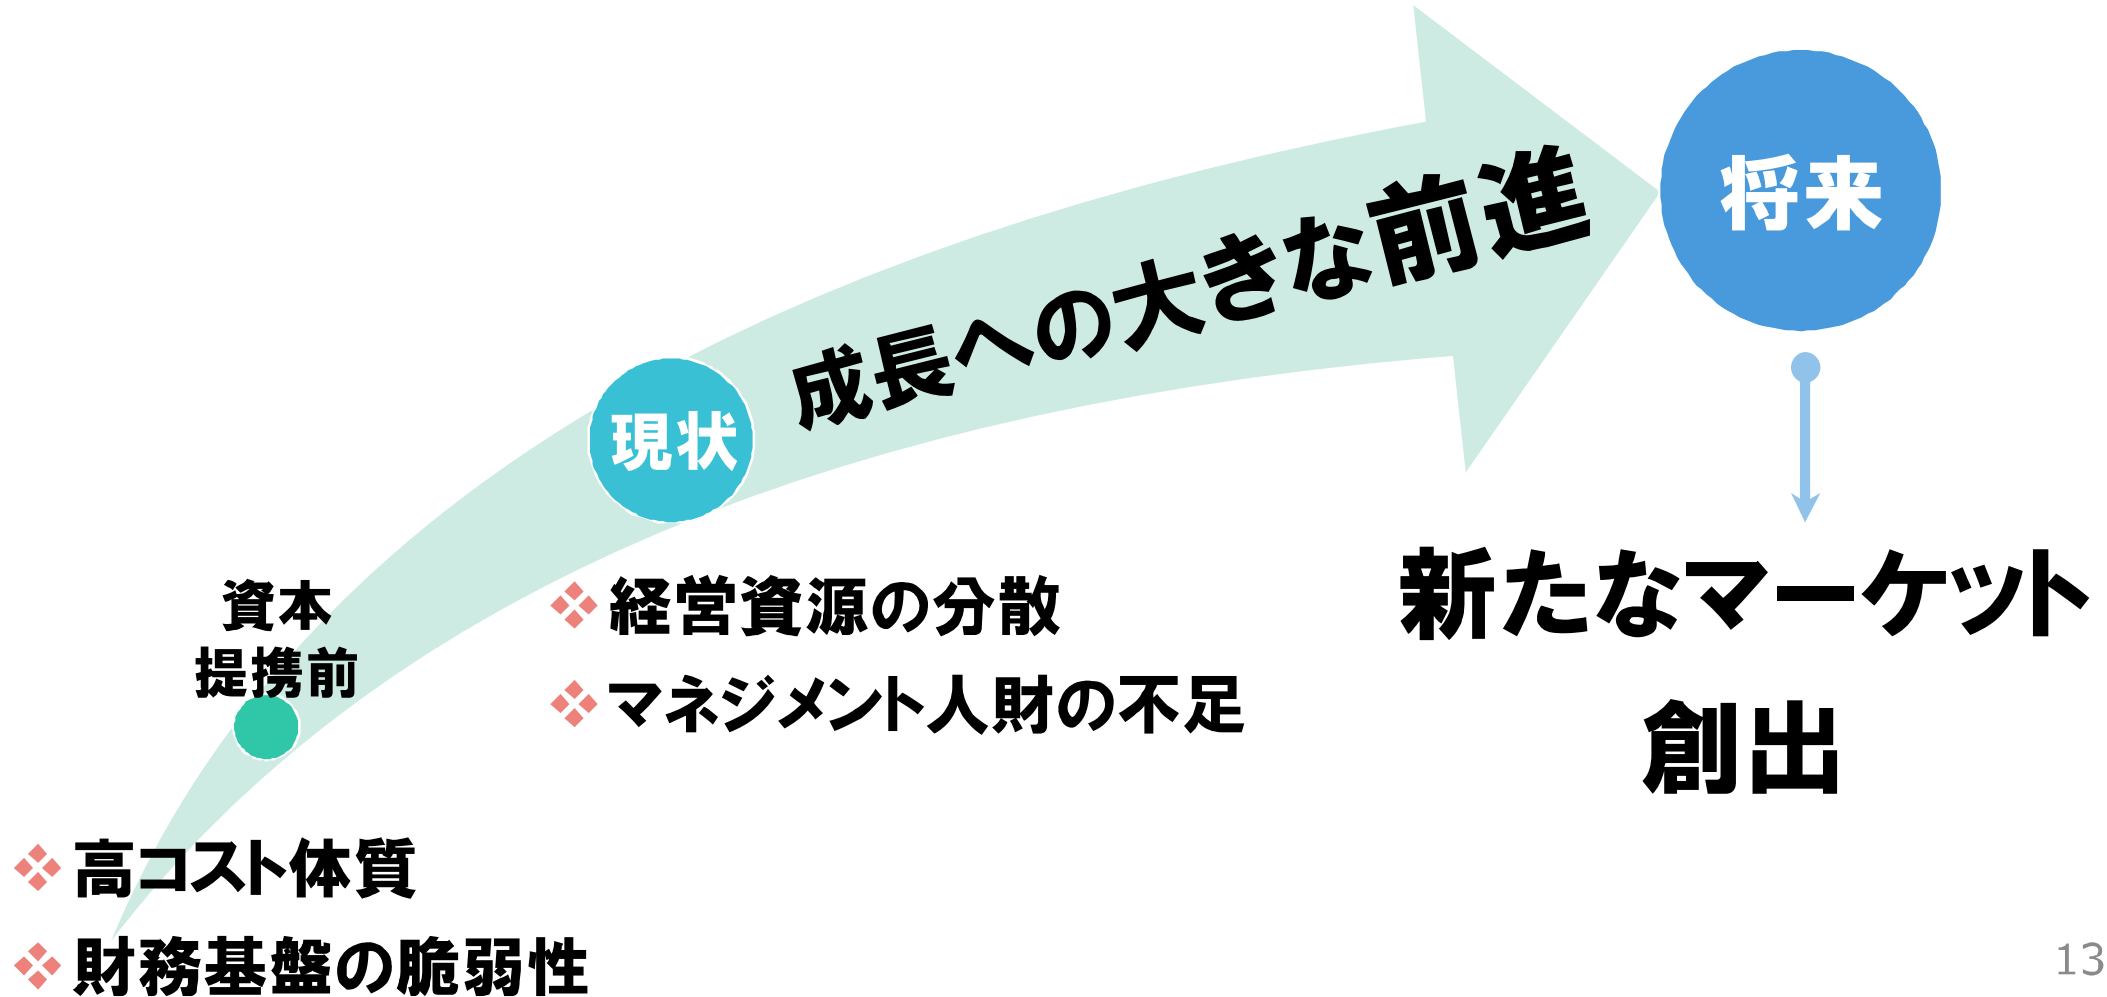 将来
成長への大きな前進
現状
資本
提携前
経営資源の分散
マネジメント人財の不足
新たなマーケット
創出
高コスト体質
財務基盤の脆弱性
13